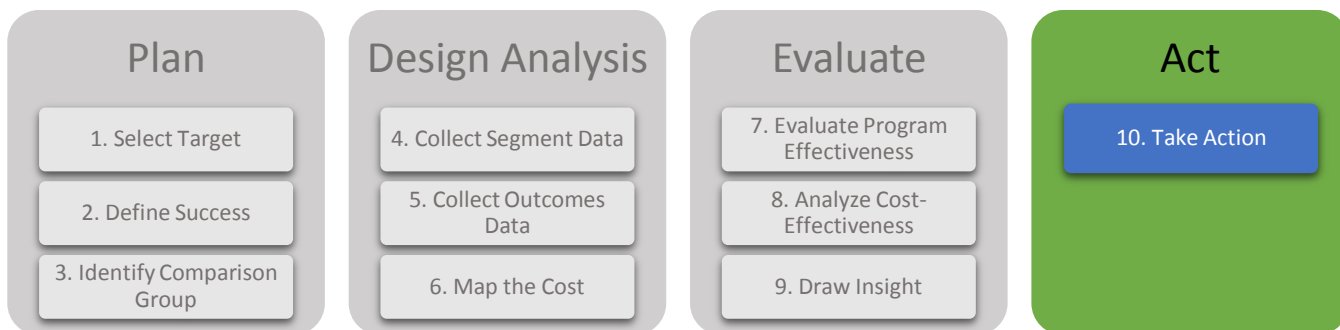 Plan
1. Select Target
2. Define Success
3. Identify Comparison
Group
Design Analysis
4. Collect Segment Data
5. Collect Outcomes
Data
6. Map the Cost
Evaluate
7. Evaluate Program
Effectiveness
8. Analyze Cost-
Effectiveness
9. Draw Insight
Act
10. Take Action